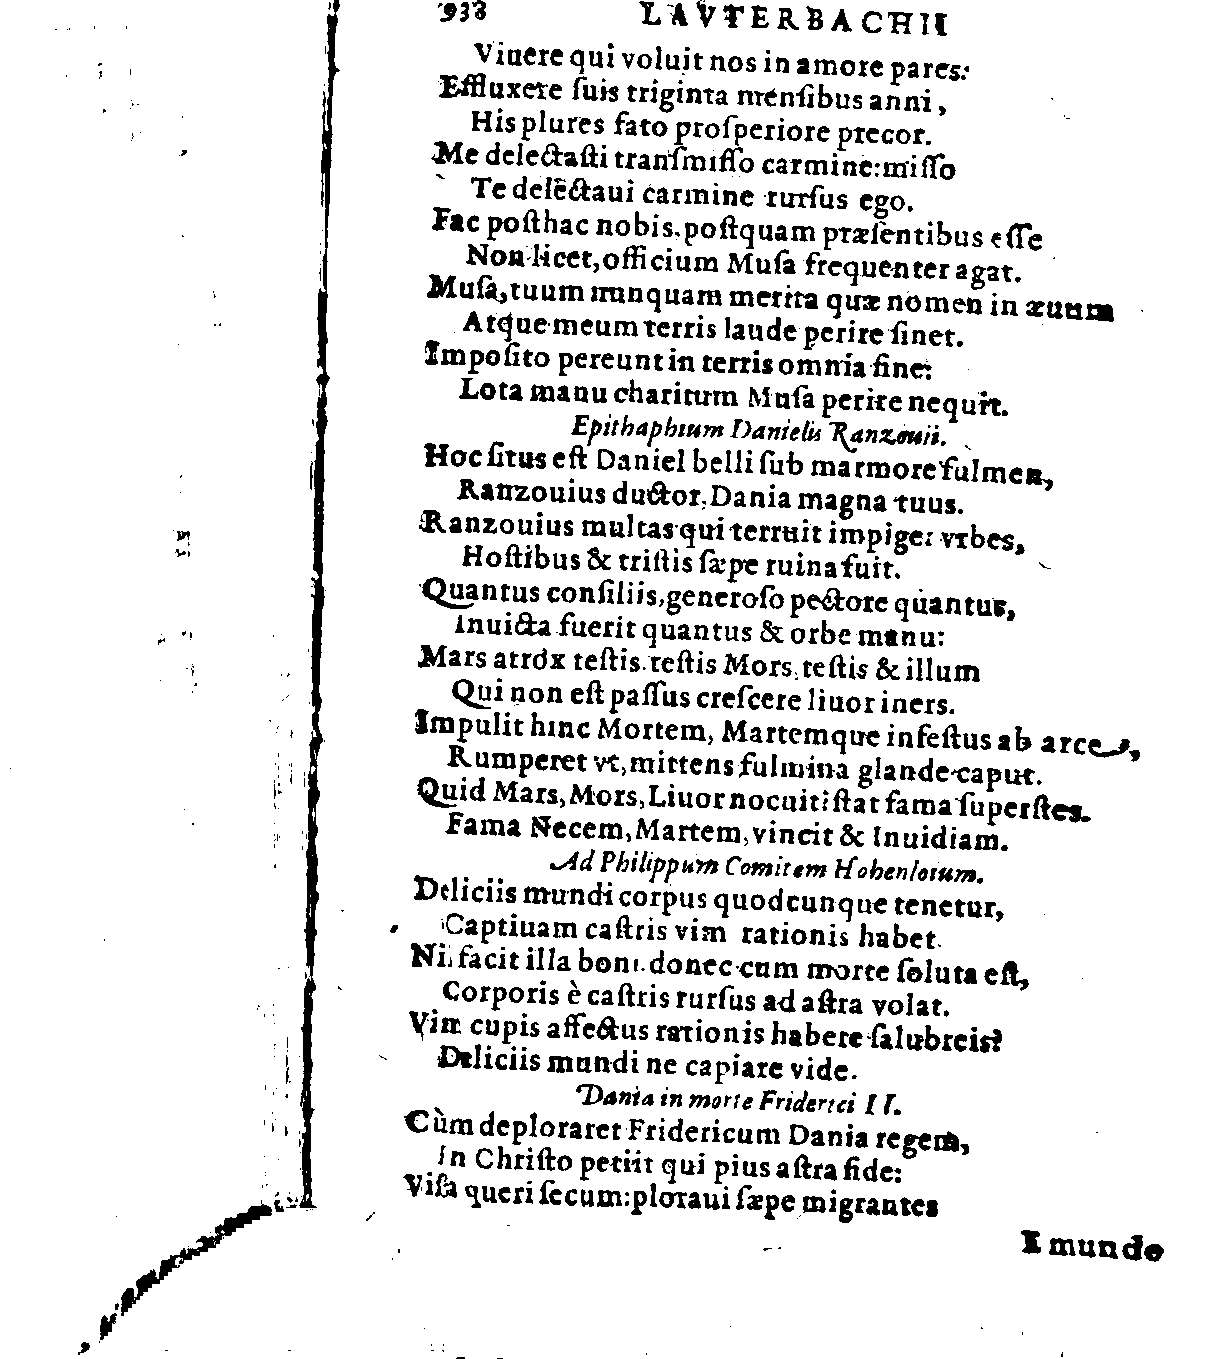 938 LAVTERBACHII
Viuere qui voluit nos in amore pares:
Effluxere ſuis triginta menſibus anni,
His plures fato proſperiore precor.
Me delectaſti tranſmiſſo carmine: miſſo
Te delectaui carmine rurſus ego.
Fac poſthac nobis, poſtquam præſentibus eſſe
Non licet, officium Muſa frequenter agat.
Muſa, tuum nunquam merita quæ nomen in æuum
Atque meum terris laude perire ſinet.
Impoſito pereunt in terris omnia fine:
Lota manu charitum Muſa perire nequit.
Epithaphium Danielis Ranzouii.
Hoc ſitus eſt Daniel belli ſub marmore fulmen,
Ranzouius ductor, Dania magna tuus.
Ranzouius multas qui terruit impiger vrbes,
Hoſtibus & triſtis ſæpe ruina fuit.
Quantus conſiliis, generoſo pectore quantus,
Inuicta fuerit quantus & orbe manu:
Mars atrox teſtis, teſtis Mors, teſtis & illum
Qui non eſt paſſus creſcere liuor iners.
Impulit hinc Mortem, Martemque infeſtus ab arce,
Rumperet vt, mittens fulmina glande caput.
Quid Mars, Mors, Liuor nocuit? ſtat fama ſuperſtes.
Fama Necem, Martem, vincit & Inuidiam.
Ad Philippum Comitem Hohenloium.
Deliciis mundi corpus quodcunque tenetur,
Captiuam caſtris vim rationis habet.
Nil facit illa boni, donec cum morte ſoluta eſt,
Corporis è caſtris rurſus ad aſtra volat.
Vim cupis affectus rationis habere ſalubreis?
Deliciis mundi ne capiare vide.
Dania in morte Friderici II.
Cùm deploraret Fridericum Dania regem,
In Chriſto petiit qui pius aſtra fide:
Viſa queri ſecum: ploraui ſæpe migrantes
E mundo